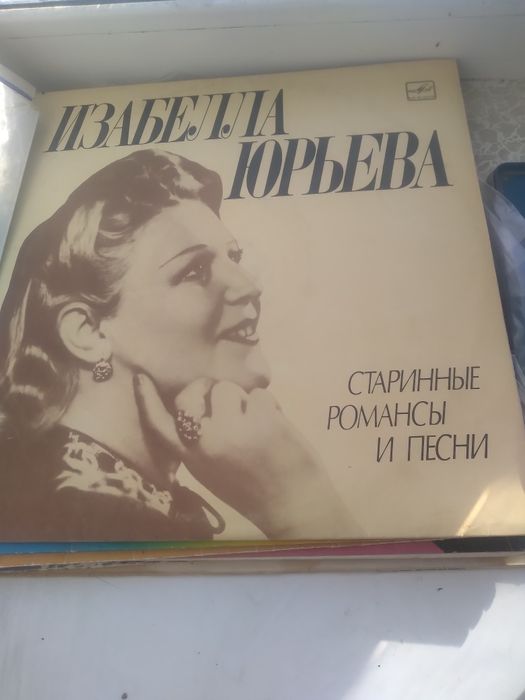 ИЗАБЕЛЛА
ЮРЬЕВА
СТАРИННЫЕ
РОМАНСЫ
И ПЕСНИ